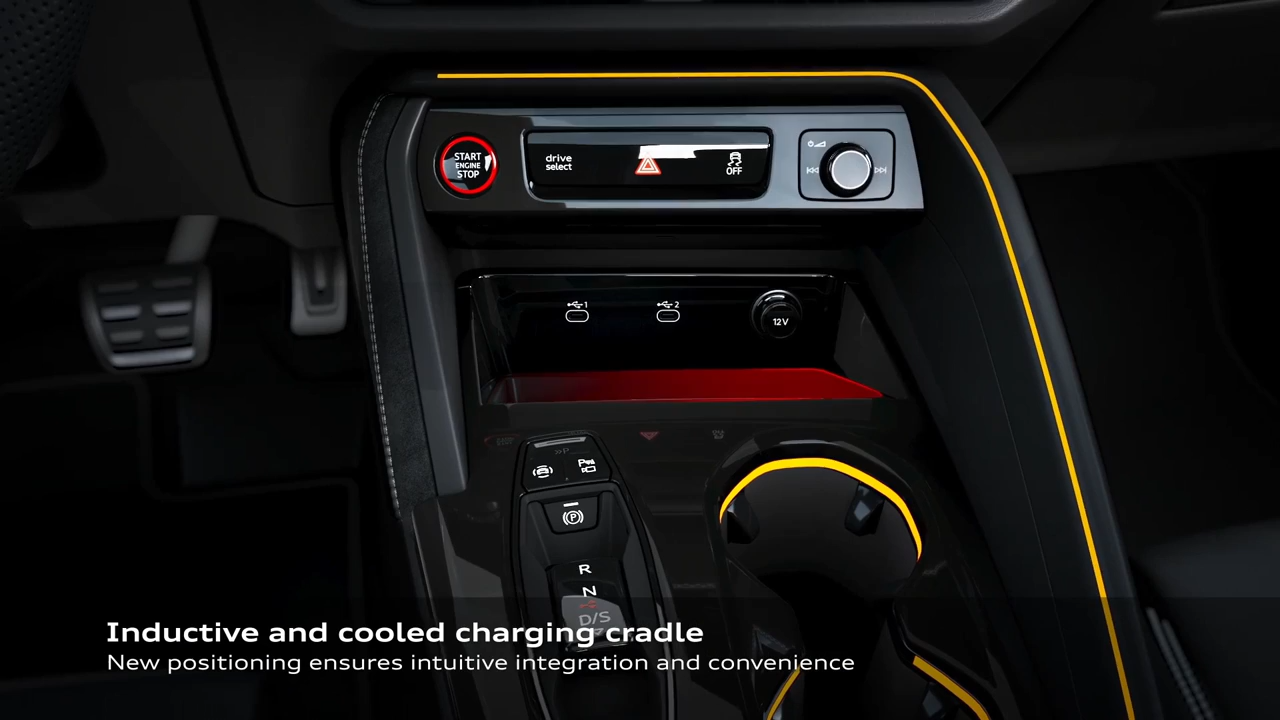 START
ENGINE
STOP
drive
select
OFF
1
2
12V
P
R
N
D/S
Inductive and cooled charging cradle
New positioning ensures intuitive integration and convenience